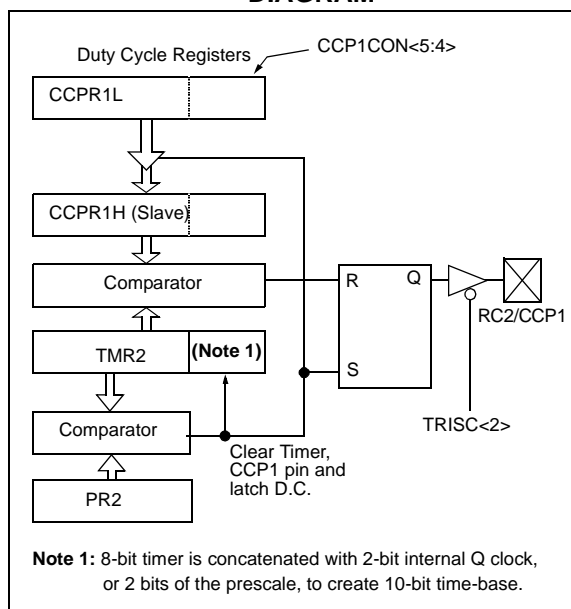 DIAGRAM
Duty Cycle Registers
CCP1CON<5:4>
CCPR1L
CCPR1H (Slave)
Comparator
R
Q
RC2/CCP1
TMR2
(Note 1)
S
TRISC<2>
Comparator
Clear Timer,
CCP1 pin and
latch D.C.
PR2
Note 1: 8-bit timer is concatenated with 2-bit internal Q clock,
or 2 bits of the prescale, to create 10-bit time-base.